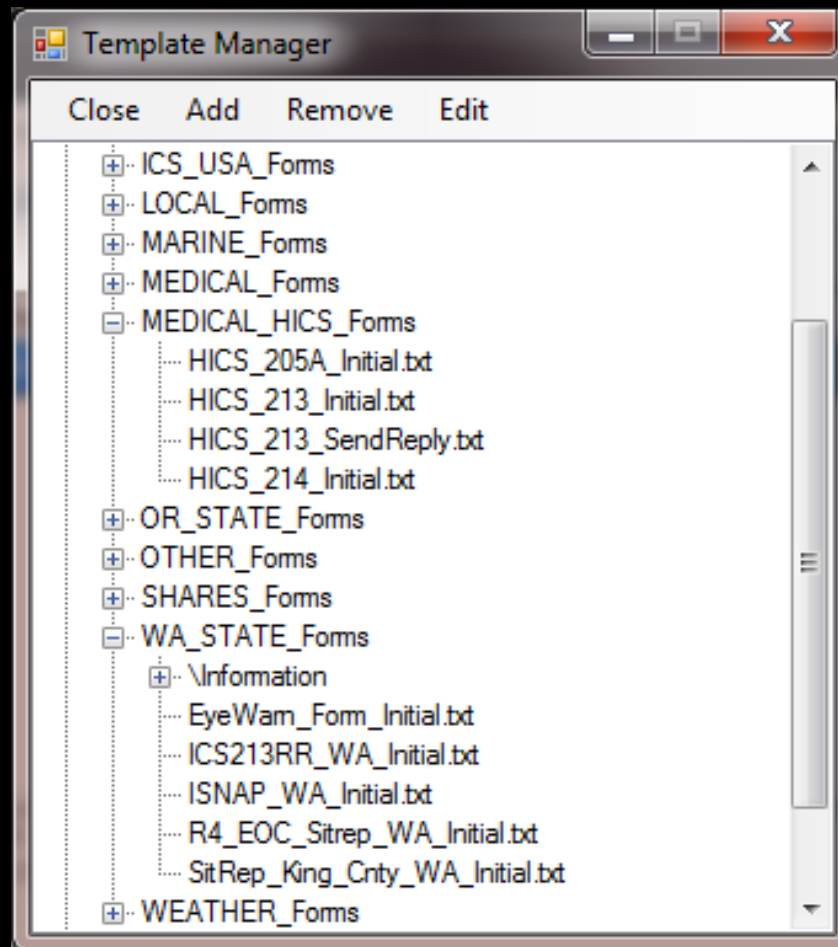 Template Manager
Close Add Remove Edit
ICS_USA_Forms
LOCAL_Forms
MARINE_Forms
MEDICAL_Forms
MEDICAL_HICS_Forms
HICS_205A_Initial.txt
HICS_213_Initial.txt
HICS_213_SendReply.txt
HICS_214_Initial.txt
OR_STATE_Forms
OTHER_Forms
SHARES_Forms
WA_STATE_Forms
\Information
EyeWarn_Form_Initial.txt
ICS213RR_WA_Initial.txt
ISNAP_WA_Initial.txt
R4_EOC_Sitrep_WA_Initial.txt
SitRep_King_Cnty_WA_Initial.txt
WEATHER_Forms